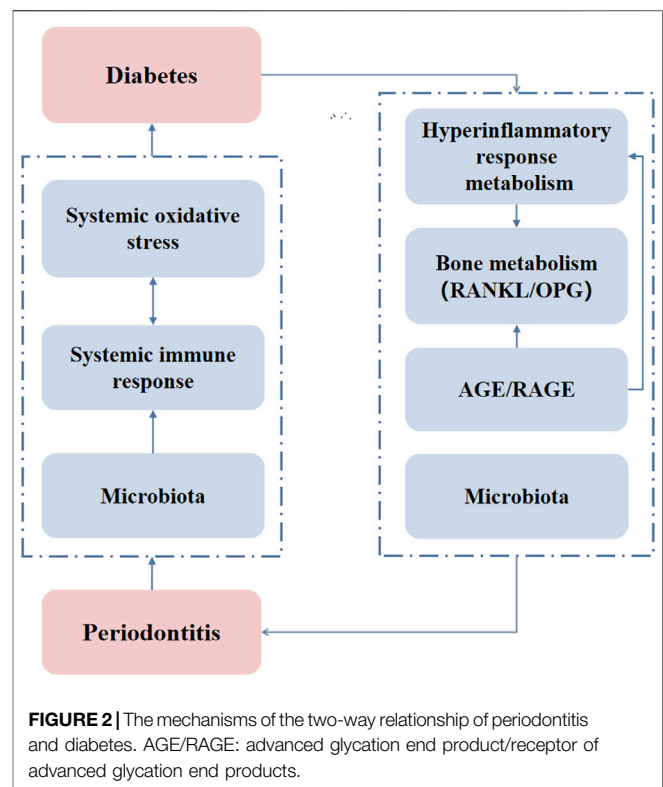 Diabetes
Systemic oxidative
stress
Systemic immune
response
Microbiota
Periodontitis
Hyperinflammatory
response
metabolism
Bone metabolism
(RANKL/OPG)
AGE/RAGE
Microbiota
FIGURE 2 | The mechanisms of the two-way relationship of periodontitis
and diabetes. AGE/RAGE: advanced glycation end product/receptor of
advanced glycation end products.